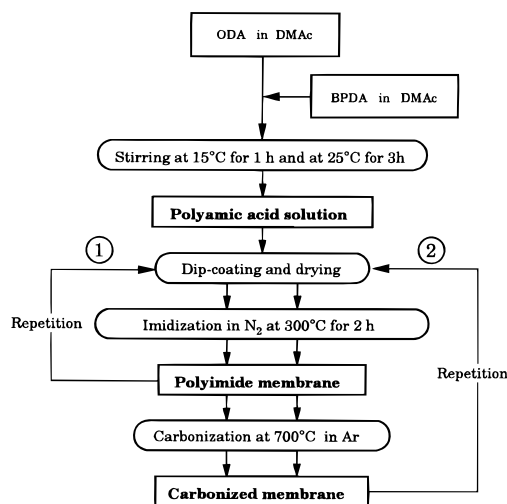 ODA in DMAc
BPDA in DMAc
Stirring at 15°C for 1 h and at 25°C for 3h
Polyamic acid solution
① ②
Dip-coating and drying
Repetition
Imidization in N₂ at 300°C for 2 h
Polyimide membrane
Repetition
Carbonization at 700°C in Ar
Carbonized membrane